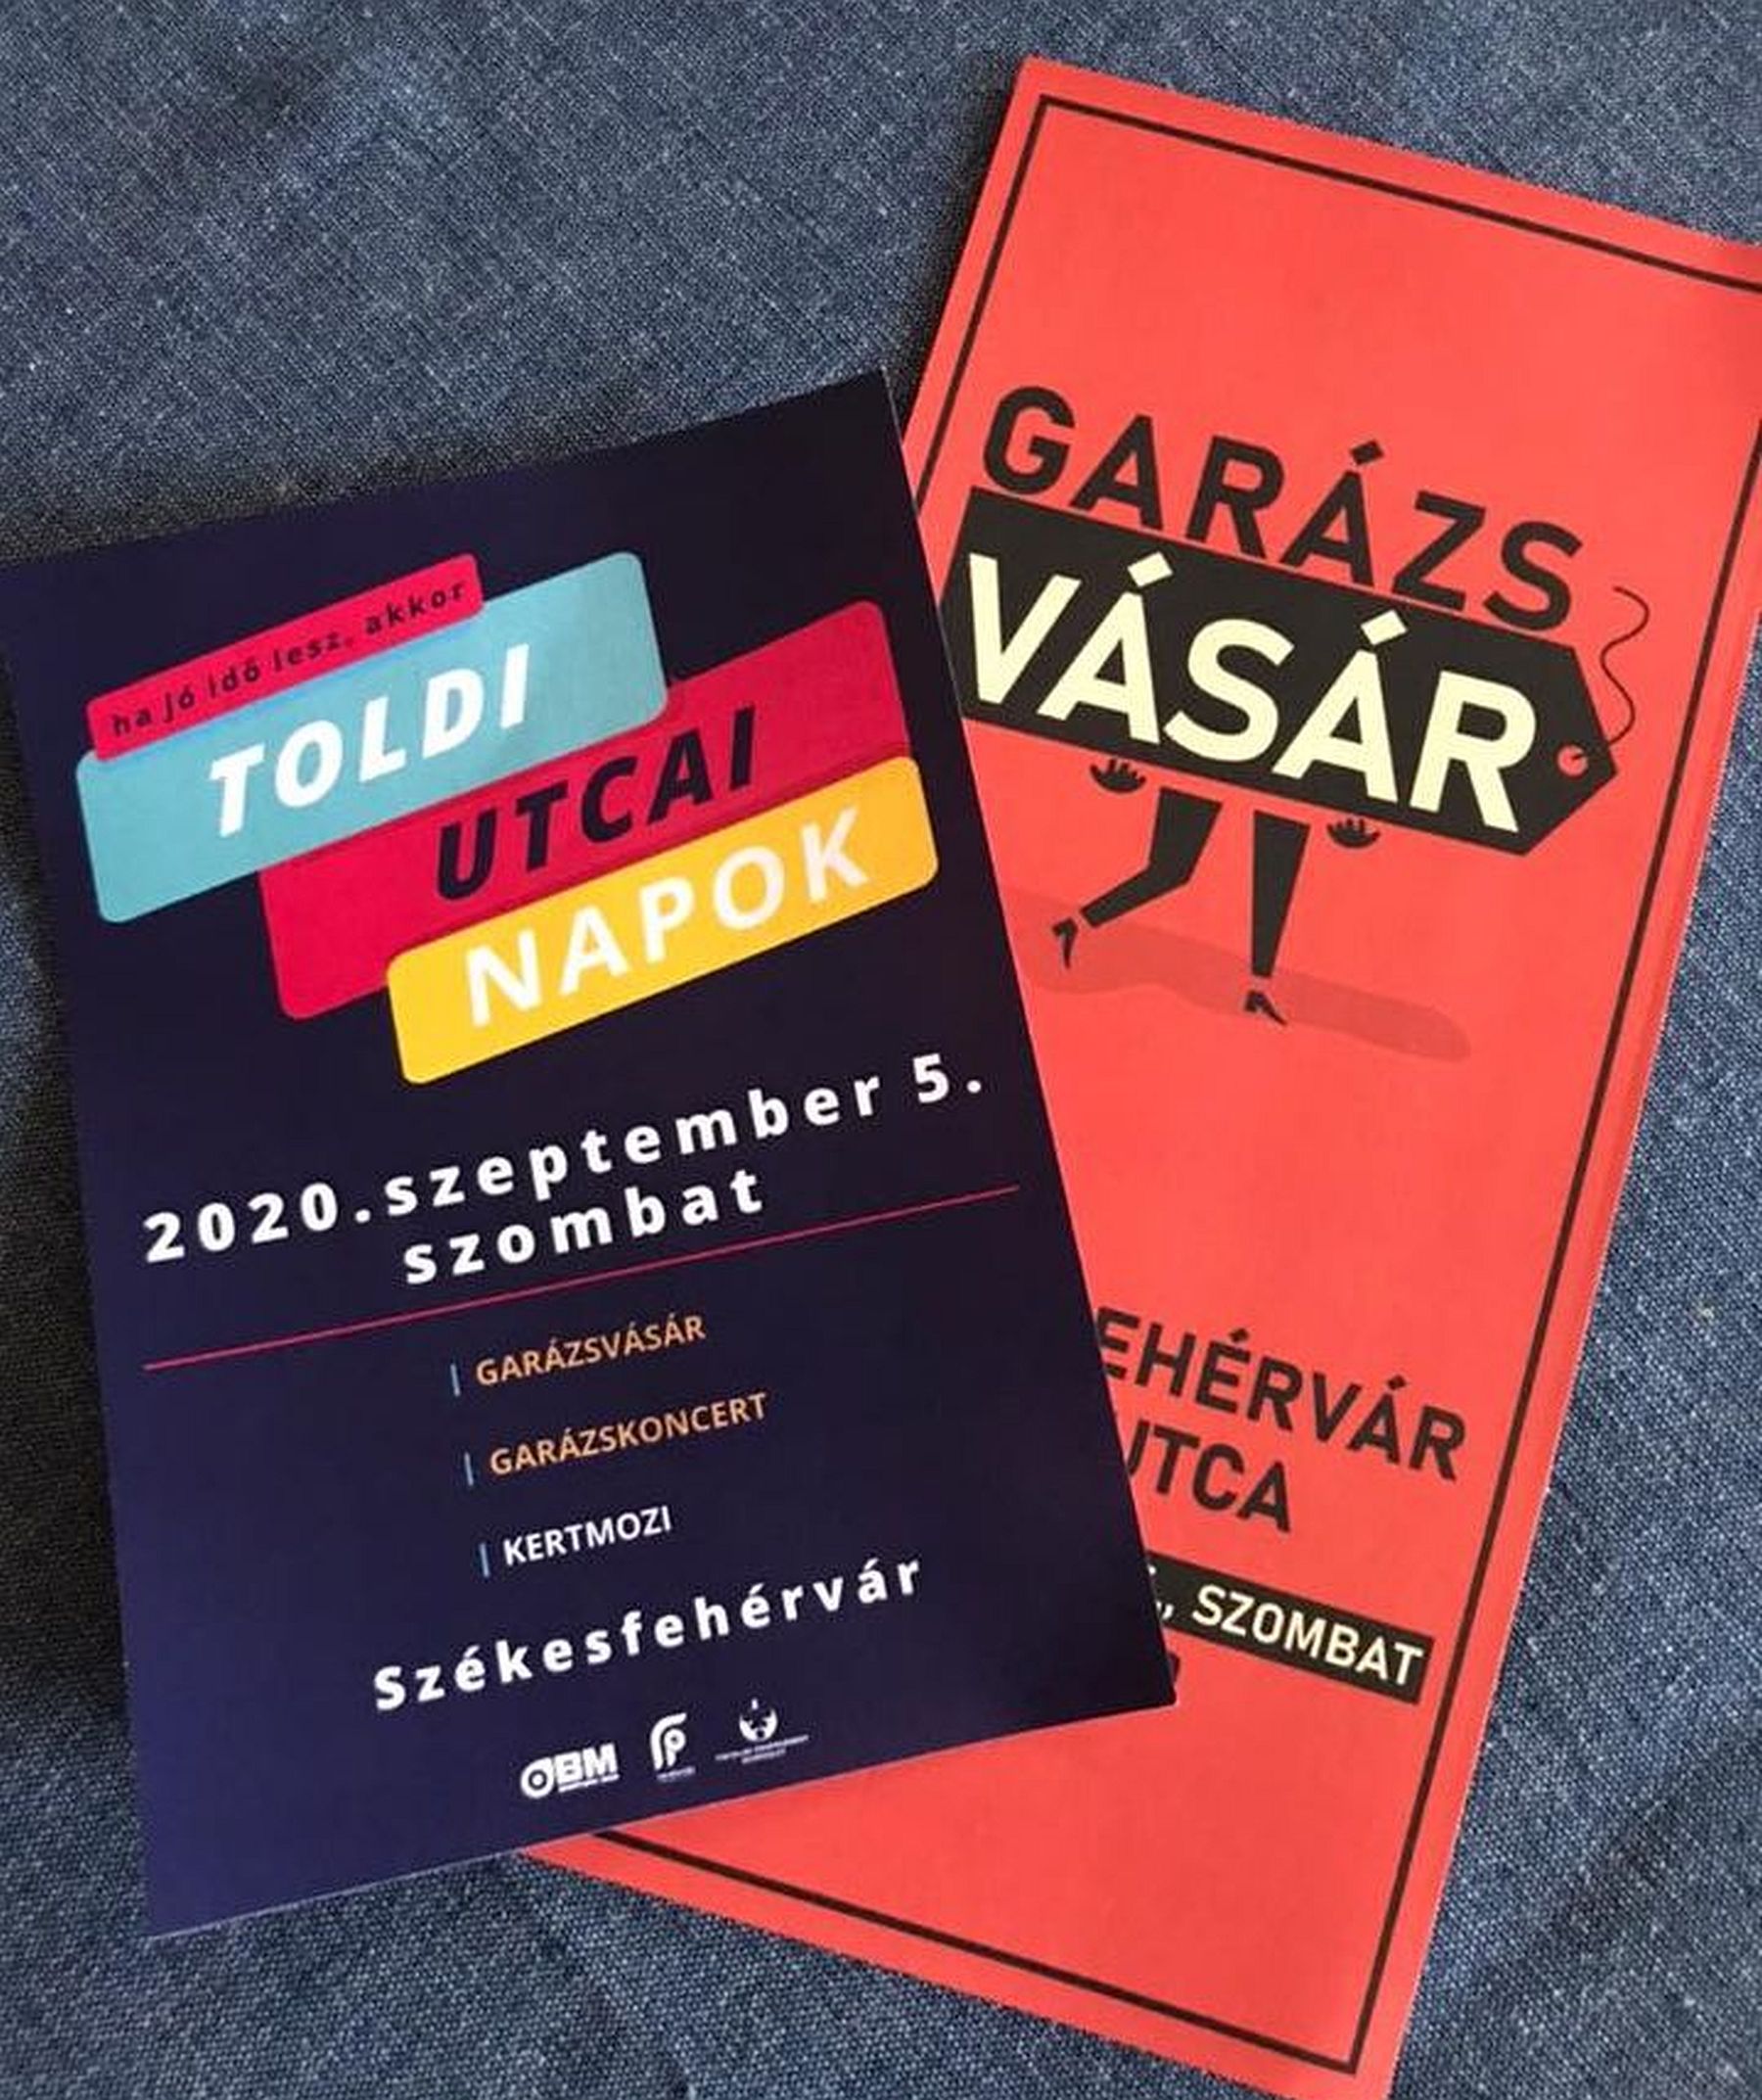 ha jó idő lesz, akkor
TOLDI
UTCAI
NAPOK
2020.szeptember 5.
szombat
| GARÁZSVÁSÁR
| GARÁZSKONCERT
| KERTMOZI
Székesfehérvár
OBM
GARÁZS
VÁSÁR
EHÉRVÁR
UTCA
, SZOMBAT